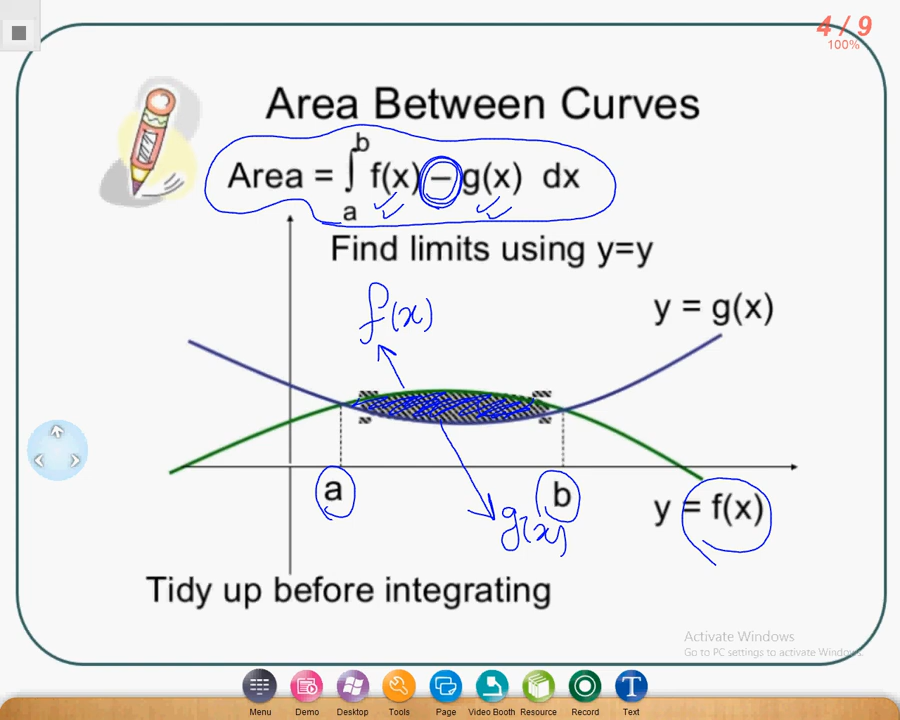 4 / 9
100%
Area Between Curves
Area = ∫ₐᵇ f(x) − g(x) dx
Find limits using y=y
f(x)
y = g(x)
a
b
y = f(x)
g(x)
Tidy up before integrating
Activate Windows
Go to PC settings to activate Windows.
Menu Demo Desktop Tools Page Video Booth Resource Record Text